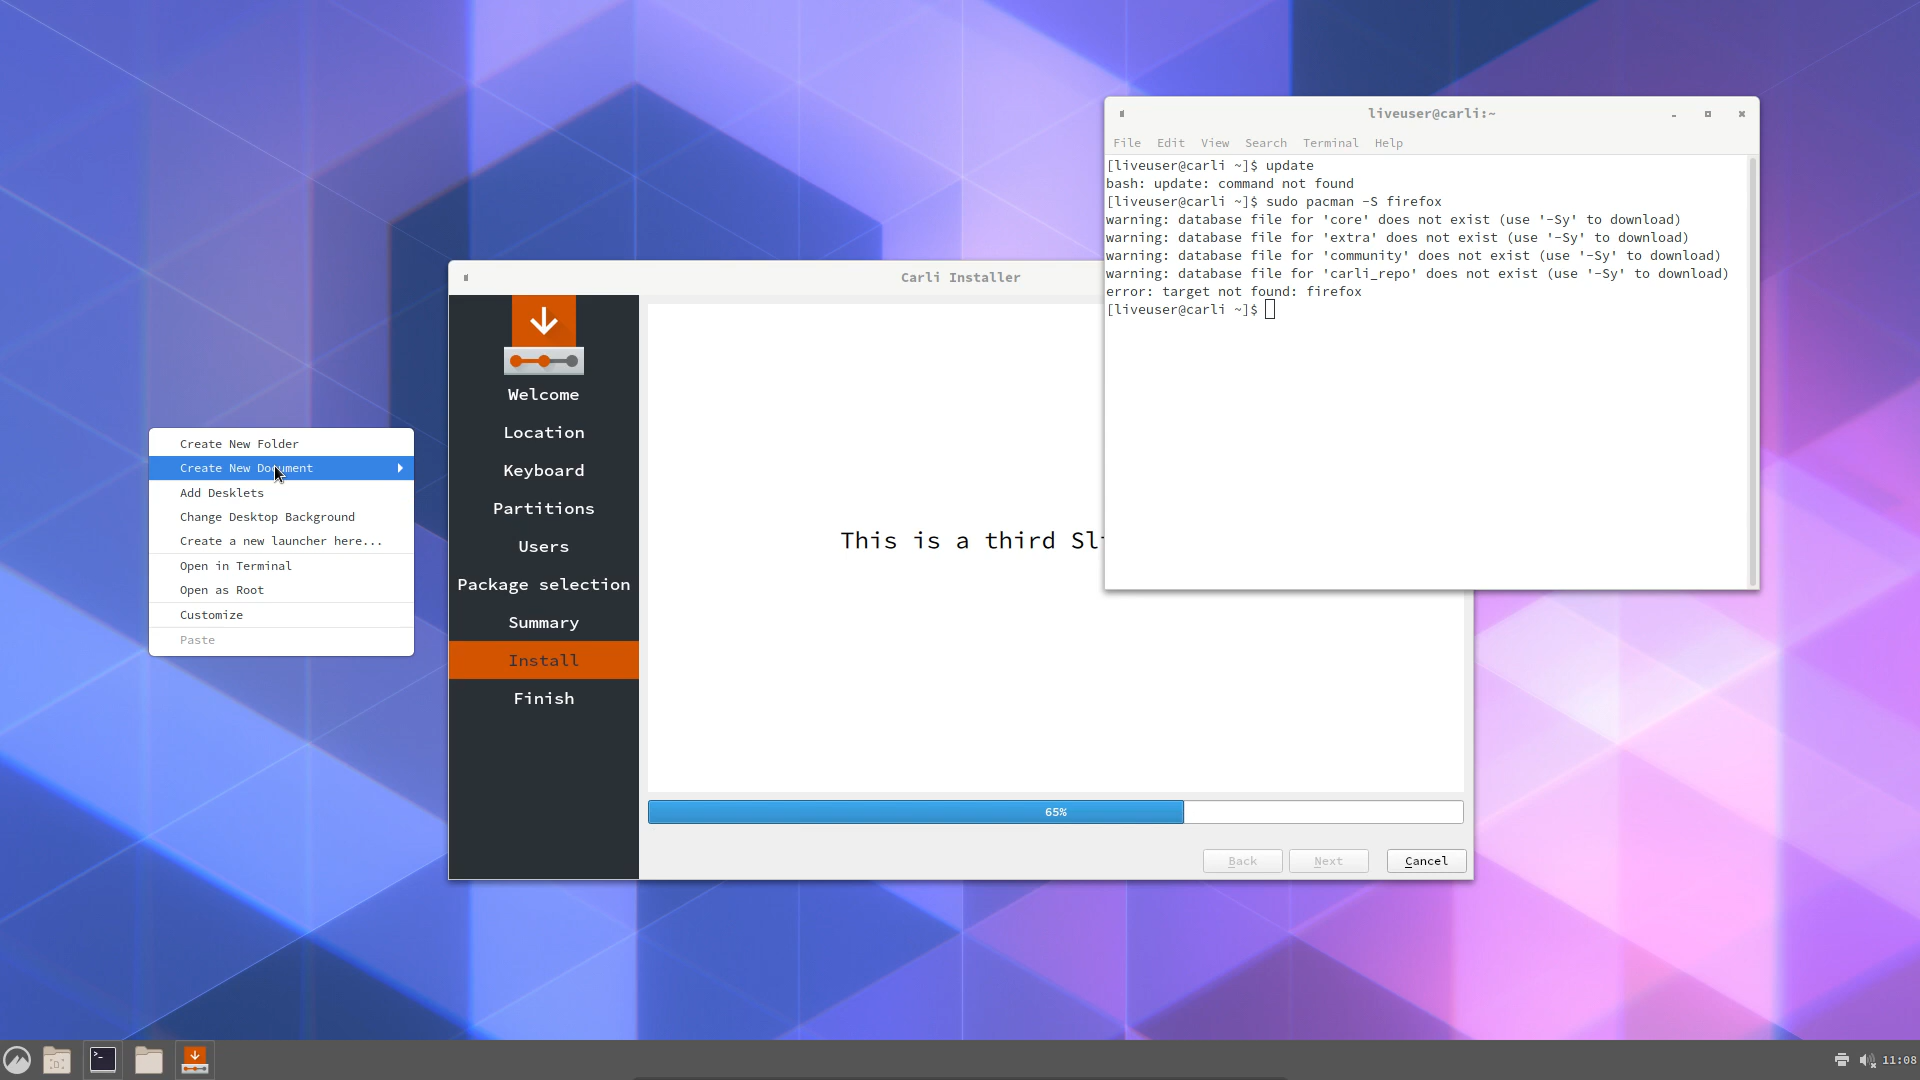 liveuser@carli:~
File Edit View Search Terminal Help
[liveuser@carli ~]$ update
bash: update: command not found
[liveuser@carli ~]$ sudo pacman -S firefox
warning: database file for 'core' does not exist (use '-Sy' to download)
warning: database file for 'extra' does not exist (use '-Sy' to download)
warning: database file for 'community' does not exist (use '-Sy' to download)
warning: database file for 'carli_repo' does not exist (use '-Sy' to download)
error: target not found: firefox
[liveuser@carli ~]$
Carli Installer
Welcome
Location
Keyboard
Partitions
Users
Package selection
Summary
Install
Finish
This is a third Sl
65%
Back Next Cancel
Create New Folder
Create New Document
Add Desklets
Change Desktop Background
Create a new launcher here...
Open in Terminal
Open as Root
Customize
Paste
11:08